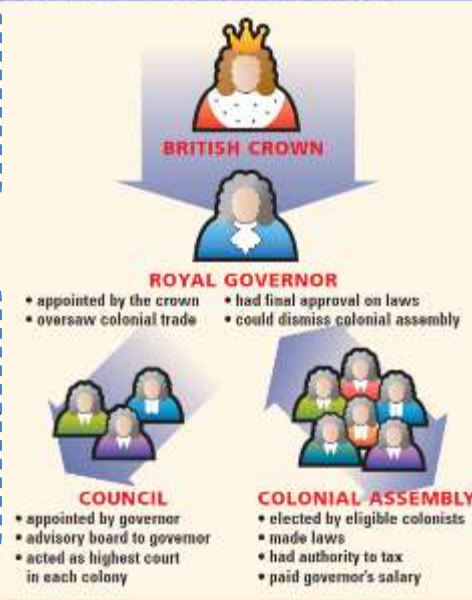 BRITISH CROWN
ROYAL GOVERNOR
• appointed by the crown
• oversaw colonial trade
• had final approval on laws
• could dismiss colonial assembly
COUNCIL
• appointed by governor
• advisory board to governor
• acted as highest court
in each colony
COLONIAL ASSEMBLY
• elected by eligible colonists
• made laws
• had authority to tax
• paid governor's salary